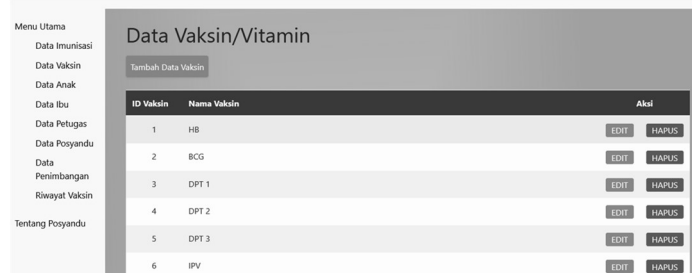 Menu Utama
Data Imunisasi
Data Vaksin
Data Anak
Data Ibu
Data Petugas
Data Posyandu
Data
Penimbangan
Riwayat Vaksin
Tentang Posyandu
Data Vaksin/Vitamin
Tambah Data Vaksin
ID Vaksin Nama Vaksin Aksi
1 HB EDIT HAPUS
2 BCG EDIT HAPUS
3 DPT 1 EDIT HAPUS
4 DPT 2 EDIT HAPUS
5 DPT 3 EDIT HAPUS
6 IPV EDIT HAPUS